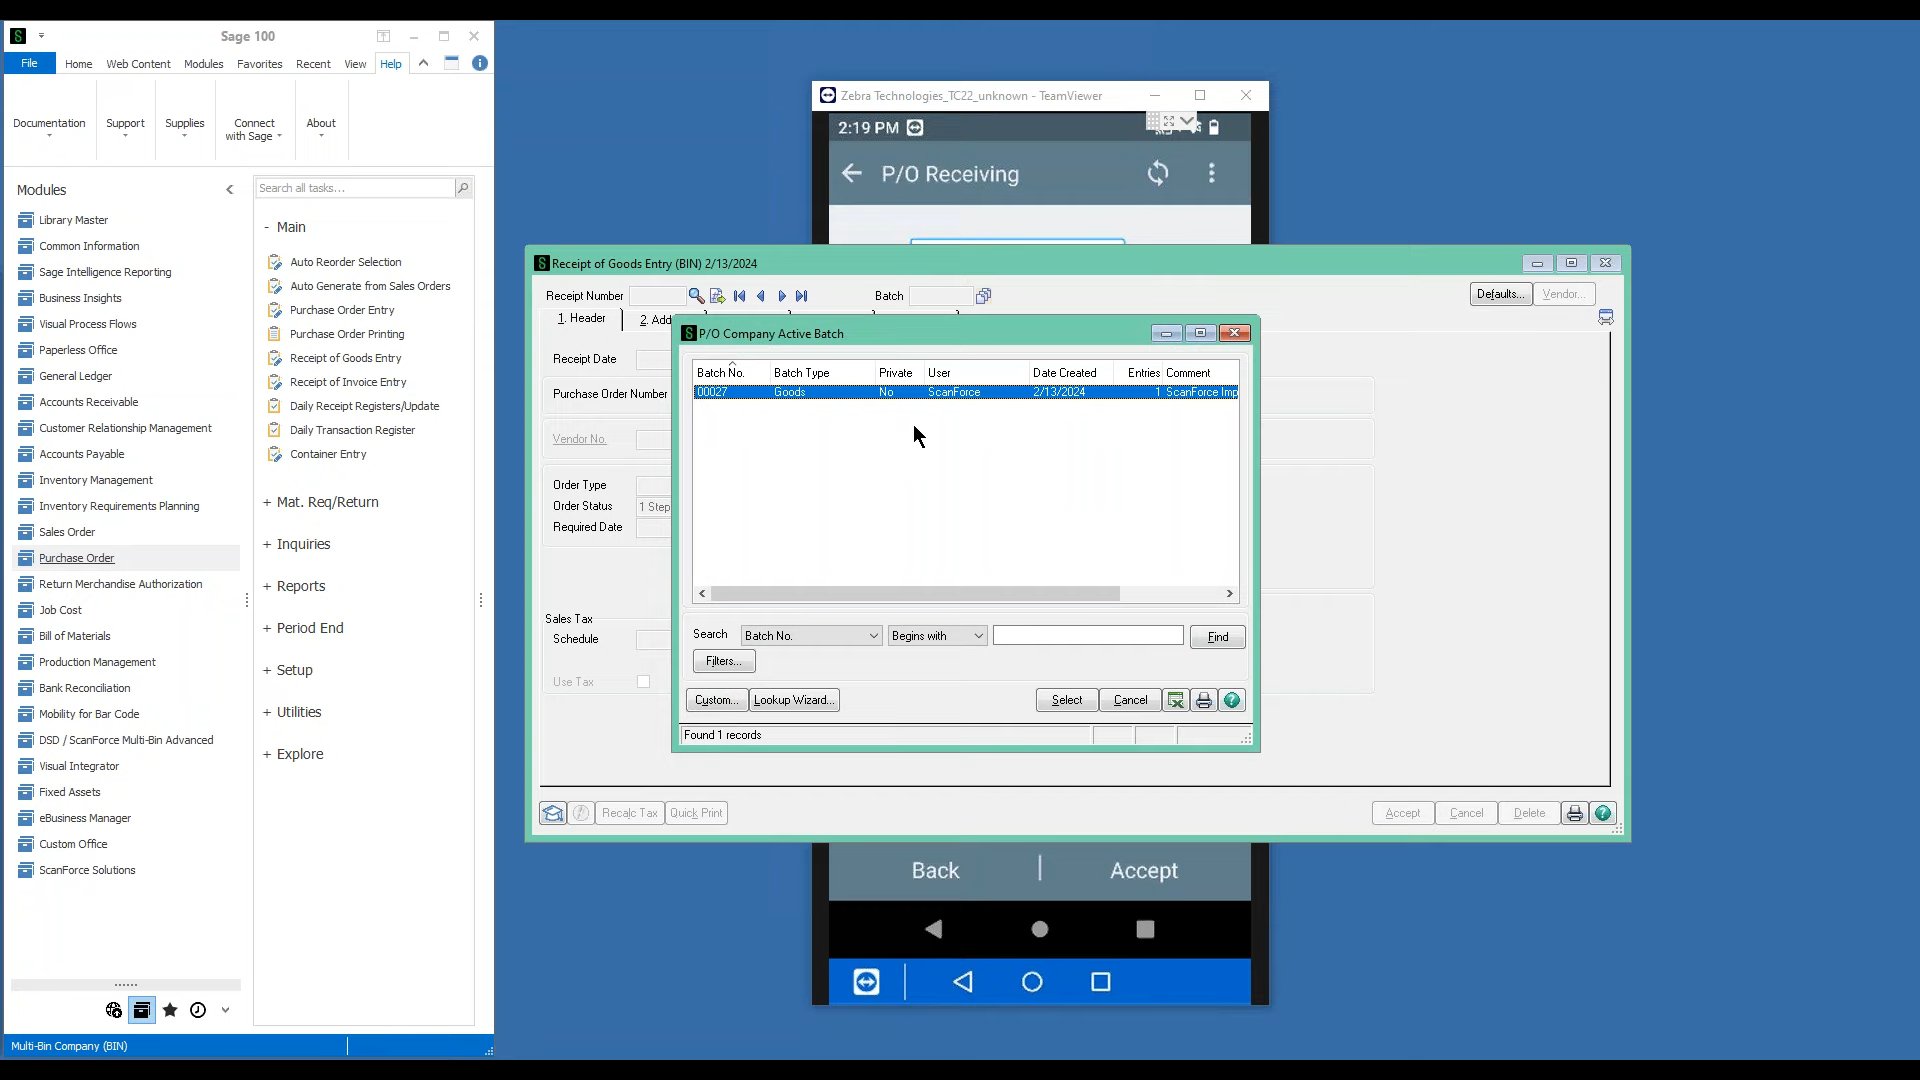 Sage 100
File
Home
Web Content
Modules
Favorites
Recent
View
Help
Documentation
Support
Supplies
Connect
with Sage
About
Modules
Library Master
Common Information
Sage Intelligence Reporting
Business Insights
Visual Process Flows
Paperless Office
General Ledger
Accounts Receivable
Customer Relationship Management
Accounts Payable
Inventory Management
Inventory Requirements Planning
Sales Order
Purchase Order
Return Merchandise Authorization
Job Cost
Bill of Materials
Production Management
Bank Reconciliation
Mobility for Bar Code
DSD / ScanForce Multi-Bin Advanced
Visual Integrator
Fixed Assets
eBusiness Manager
Custom Office
ScanForce Solutions
Multi-Bin Company (BIN)
Search all tasks...
- Main
Auto Reorder Selection
Auto Generate from Sales Orders
Purchase Order Entry
Purchase Order Printing
Receipt of Goods Entry
Receipt of Invoice Entry
Daily Receipt Registers/Update
Daily Transaction Register
Container Entry
+ Mat. Req/Return
+ Inquiries
+ Reports
+ Period End
+ Setup
+ Utilities
+ Explore
Zebra Technologies_TC22_unknown - TeamViewer
2:19 PM
P/O Receiving
Receipt of Goods Entry (BIN) 2/13/2024
Receipt Number
Batch
Defaults...
Vendor...
1. Header
2. Add
Receipt Date
Purchase Order Number
Vendor No.
Order Type
Order Status
1 Step
Required Date
Sales Tax
Schedule
Use Tax
P/O Company Active Batch
Batch No. Batch Type Private User Date Created Entries Comment
00027 Goods No ScanForce 2/13/2024 1 ScanForce Imp
Search
Batch No.
Begins with
Find
Filters...
Custom...
Lookup Wizard...
Select
Cancel
Found 1 records
Recalc Tax
Quick Print
Accept
Cancel
Delete
Back
|
Accept